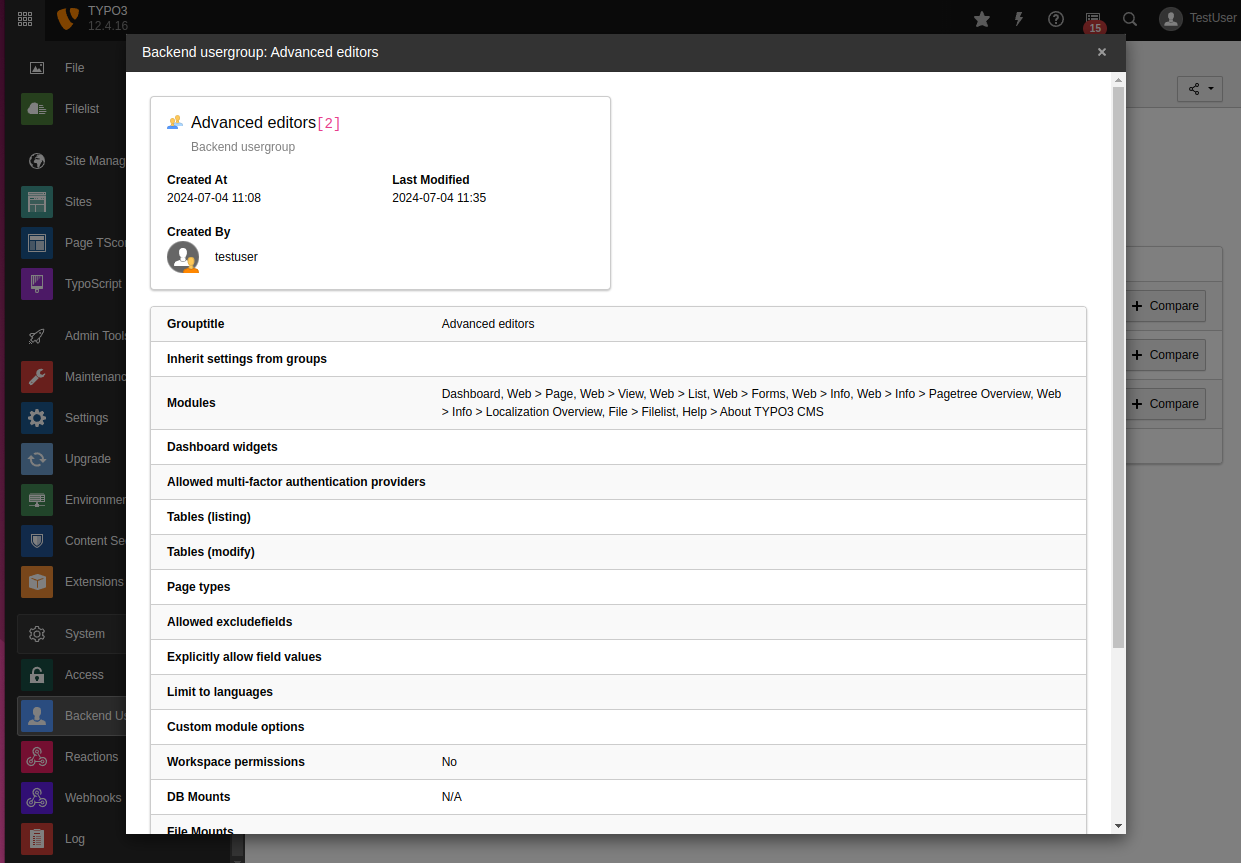 TYPO3
12.4.16
15
TestUser
File
Filelist
Site Manag
Sites
Page TSco
TypoScript
Admin Tools
Maintenanc
Settings
Upgrade
Environmen
Content Se
Extensions
System
Access
Backend Us
Reactions
Webhooks
Log
Backend usergroup: Advanced editors
×
Advanced editors[2]
Backend usergroup
Created At
Last Modified
2024-07-04 11:08
2024-07-04 11:35
Created By
testuser
Grouptitle Advanced editors
Inherit settings from groups
Modules
Dashboard, Web > Page, Web > View, Web > List, Web > Forms, Web > Info, Web > Info > Pagetree Overview, Web
> Info > Localization Overview, File > Filelist, Help > About TYPO3 CMS
Dashboard widgets
Allowed multi-factor authentication providers
Tables (listing)
Tables (modify)
Page types
Allowed excludefields
Explicitly allow field values
Limit to languages
Custom module options
Workspace permissions No
DB Mounts N/A
File Mounts
+ Compare
+ Compare
+ Compare